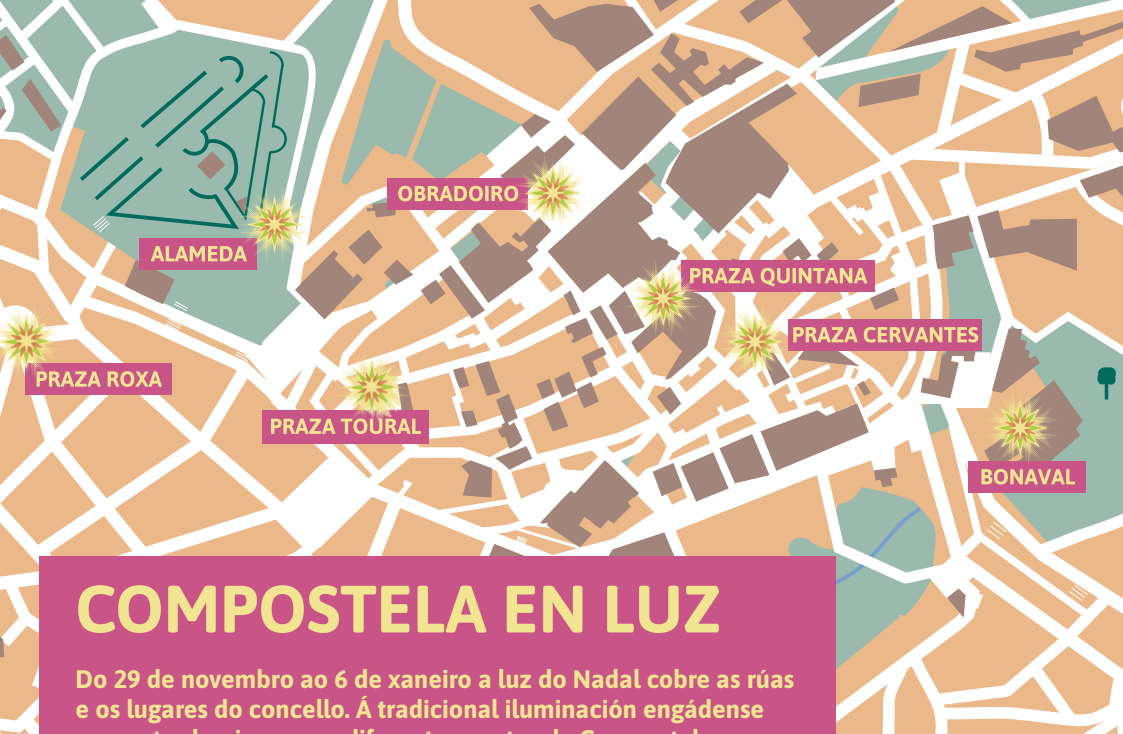 OBRADOIRO
ALAMEDA
PRAZA QUINTANA
PRAZA CERVANTES
PRAZA ROXA
PRAZA TOURAL
BONAVAL
COMPOSTELA EN LUZ
Do 29 de novembro ao 6 de xaneiro a luz do Nadal cobre as rúas
e os lugares do concello. Á tradicional iluminación engádense